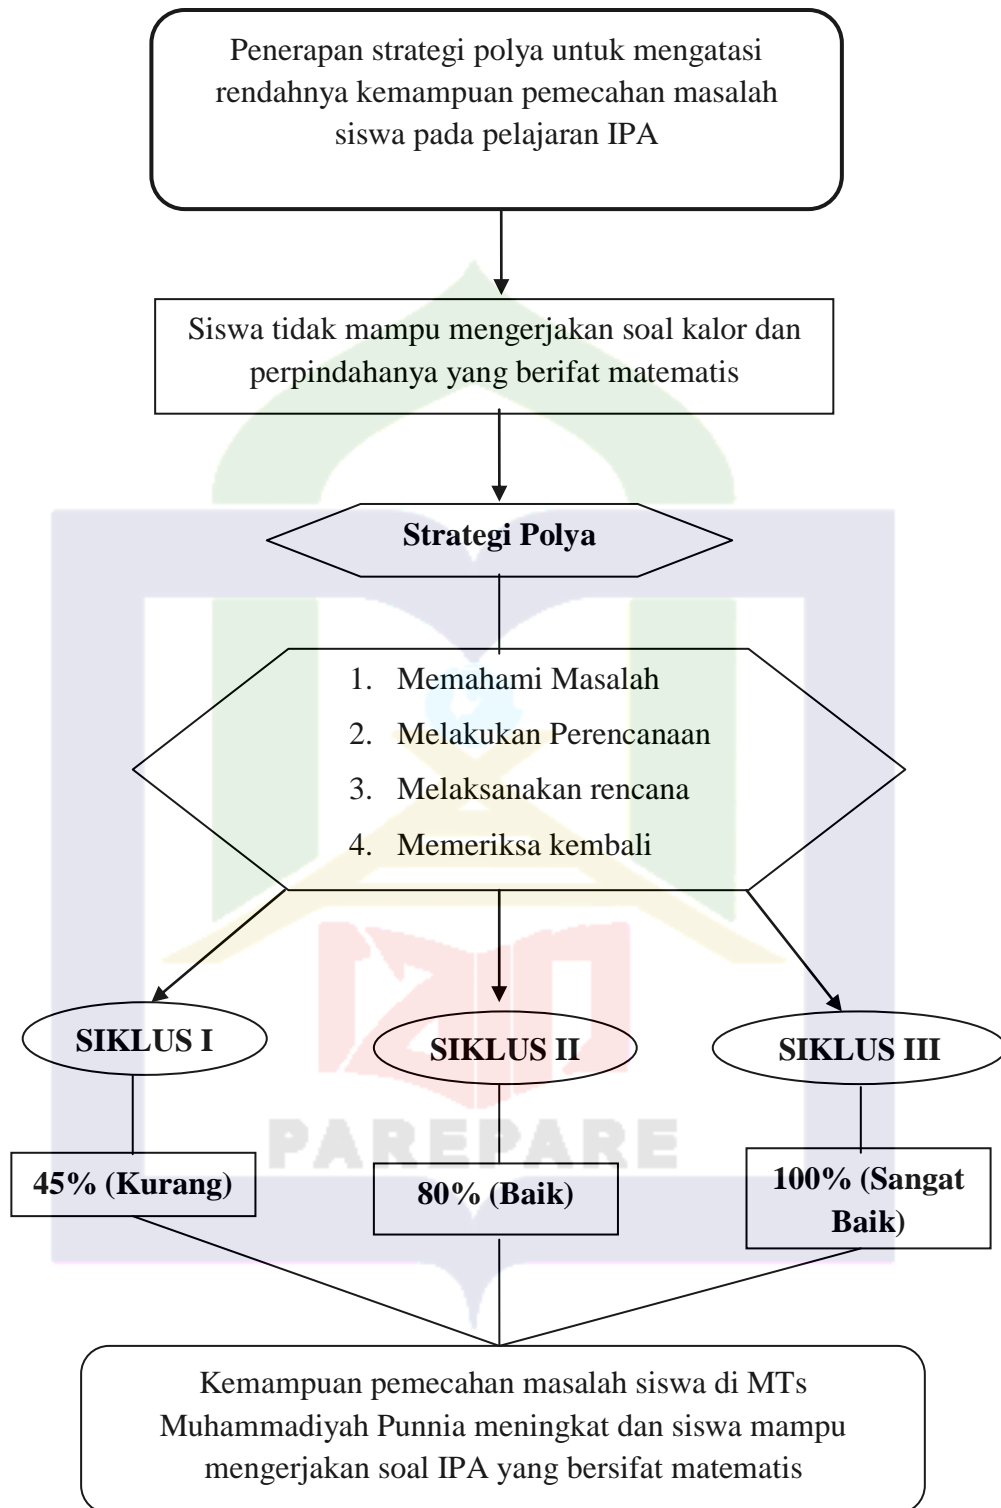 Penerapan strategi polya untuk mengatasi
rendahnya kemampuan pemecahan masalah
siswa pada pelajaran IPA
Siswa tidak mampu mengerjakan soal kalor dan
perpindahanya yang berifat matematis
Strategi Polya
1. Memahami Masalah
2. Melakukan Perencanaan
3. Melaksanakan rencana
4. Memeriksa kembali
SIKLUS I
SIKLUS II
SIKLUS III
PAREPARE
45% (Kurang)
80% (Baik)
100% (Sangat
Baik)
Kemampuan pemecahan masalah siswa di MTs
Muhammadiyah Punnia meningkat dan siswa mampu
mengerjakan soal IPA yang bersifat matematis